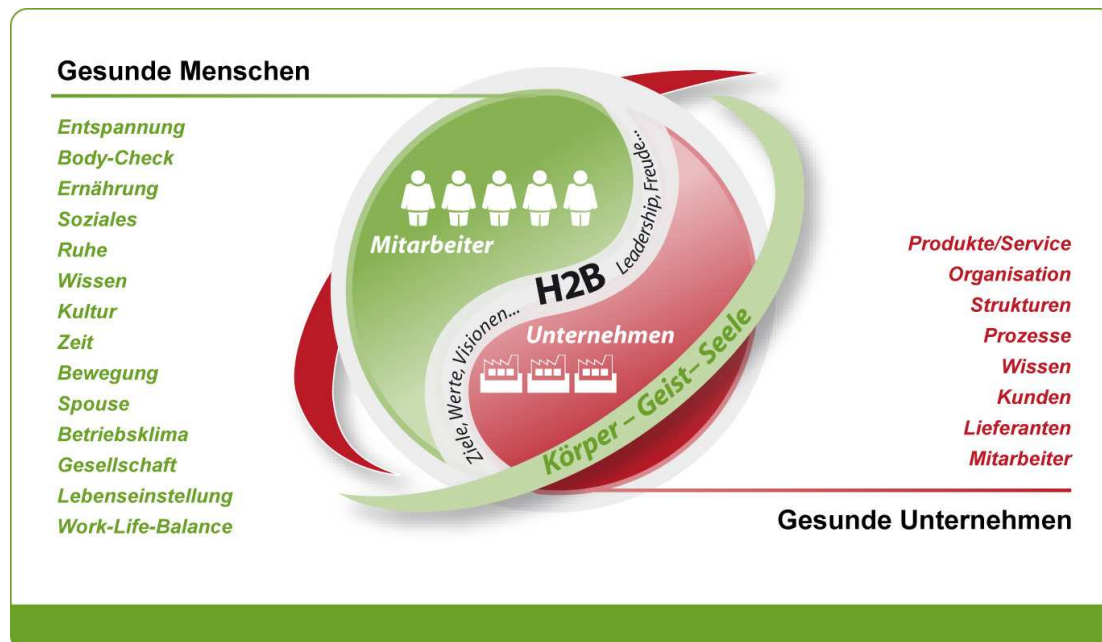 Gesunde Menschen
Entspannung
Body-Check
Ernährung
Soziales
Ruhe
Wissen
Kultur
Zeit
Bewegung
Spouse
Betriebsklima
Gesellschaft
Lebenseinstellung
Work-Life-Balance
Mitarbeiter
Leadership, Freude...
H2B
Ziele, Werte, Visionen...
Unternehmen
Körper – Geist– Seele
Produkte/Service
Organisation
Strukturen
Prozesse
Wissen
Kunden
Lieferanten
Mitarbeiter
Gesunde Unternehmen